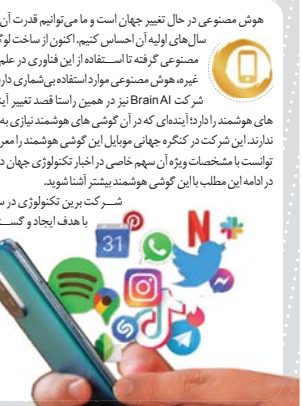 هوش مصنوعی در حال تغییر جهان است و ما می‌توانیم قدرت آن
سال‌های اولیه آن احساس کنیم. اکنون از ساخت لوگ
مصنوعی گرفته تا استفاده از این فناوری در علم
غیره، هوش مصنوعی موارد استفاده بی‌شماری دار
شرکت BrainAI نیز در همین راستا قصد تغییر آین
های هوشمند را دارد؛ آینده‌ای که در آن گوشی های هوشمند نیازی به
ندارند. این شرکت در کنگره جهانی موبایل این گوشی هوشمند را معر
توانست با مشخصات ویژه آن سهم خاصی در اخبار تکنولوژی جهان د
در ادامه این مطلب با این گوشی هوشمند بیشتر آشنا شوید.
شرکت برین تکنولوژی در س
با هدف ایجاد و گست
31